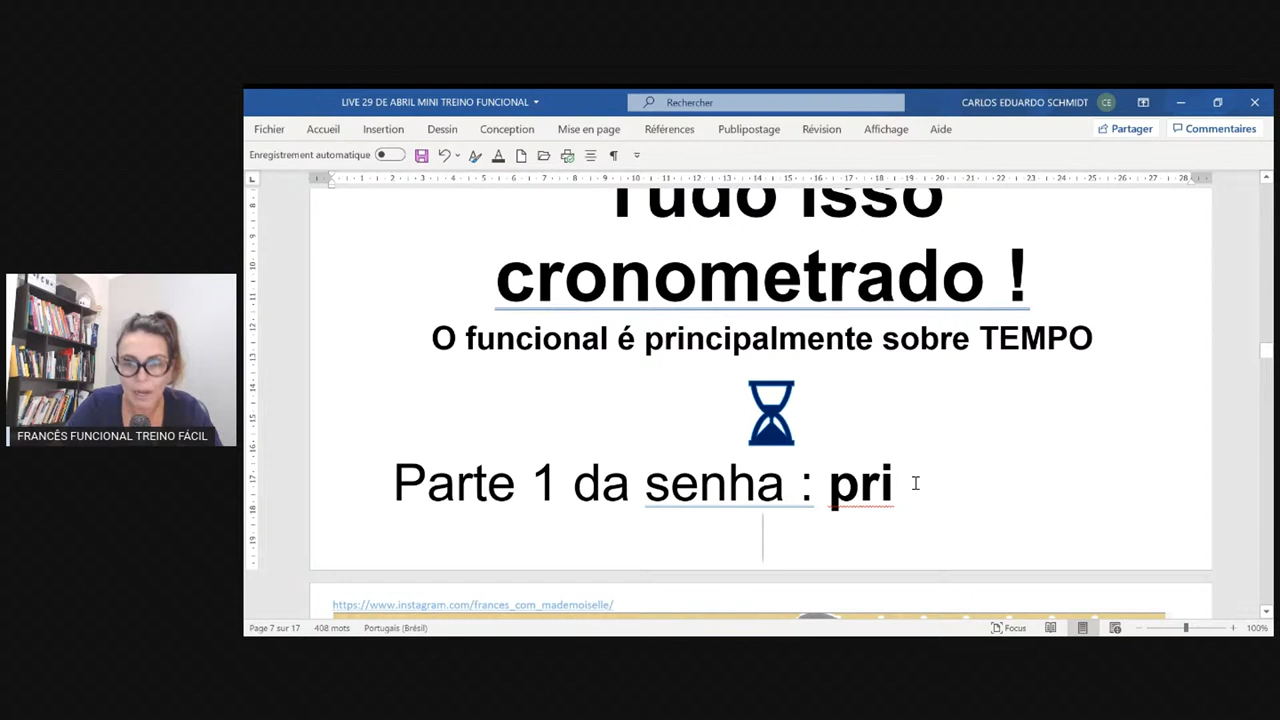 LIVE 29 DE ABRIL MINI TREINO FUNCIONAL
Rechercher
CARLOS EDUARDO SCHMIDT
CE
Fichier Accueil Insertion Dessin Conception Mise en page Références Publipostage Révision Affichage Aide Partager Commentaires
Enregistrement automatique
Tudo isso
cronometrado !
O funcional é principalmente sobre TEMPO
Parte 1 da senha : pri
FRANCÊS FUNCIONAL TREINO FÁCIL
https://www.instagram.com/frances_com_mademoiselle/
Page 7 sur 17 408 mots Portugais (Brésil) Focus 100%